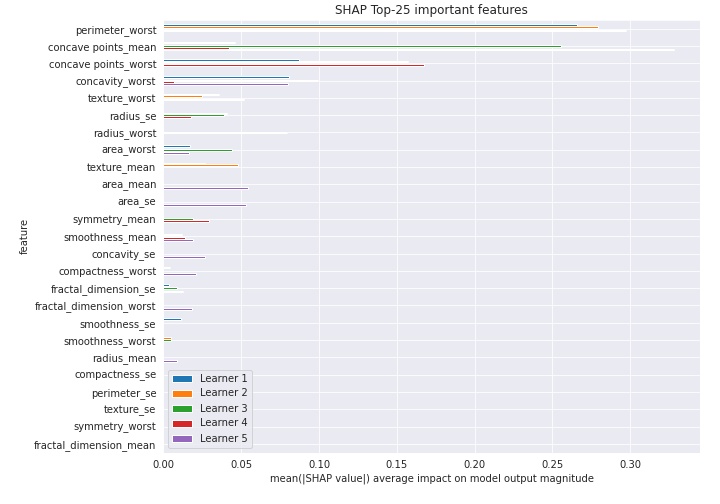 SHAP Top-25 important features
perimeter_worst
concave points_mean
concave points_worst
concavity_worst
texture_worst
radius_se
radius_worst
area_worst
texture_mean
area_mean
area_se
symmetry_mean
smoothness_mean
concavity_se
compactness_worst
fractal_dimension_se
fractal_dimension_worst
smoothness_se
smoothness_worst
radius_mean
compactness_se
perimeter_se
texture_se
symmetry_worst
fractal_dimension_mean
feature
Learner 1
Learner 2
Learner 3
Learner 4
Learner 5
0.00 0.05 0.10 0.15 0.20 0.25 0.30
mean(|SHAP value|) average impact on model output magnitude